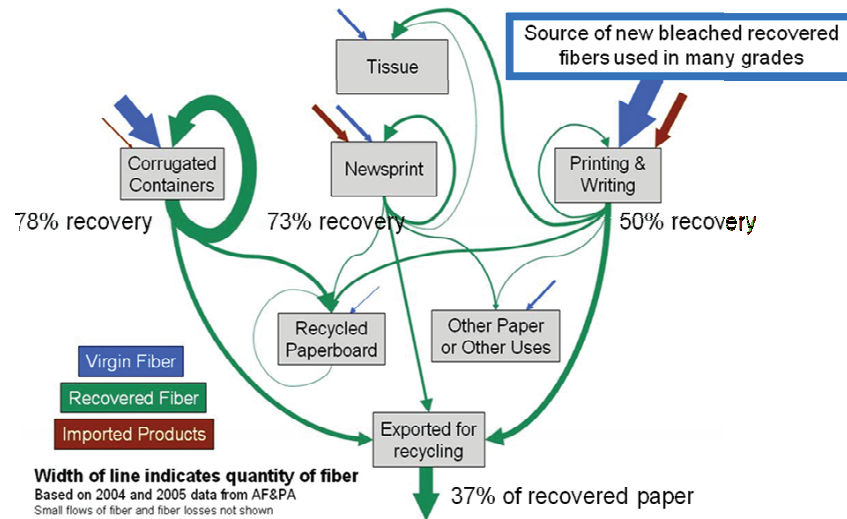 Source of new bleached recovered
fibers used in many grades
Tissue
Corrugated
Containers
Newsprint
Printing &
Writing
78% recovery
73% recovery
50% recovery
Recycled
Paperboard
Other Paper
or Other Uses
Virgin Fiber
Recovered Fiber
Imported Products
Exported for
recycling
Width of line indicates quantity of fiber
Based on 2004 and 2005 data from AF&PA
Small flows of fiber and fiber losses not shown
37% of recovered paper